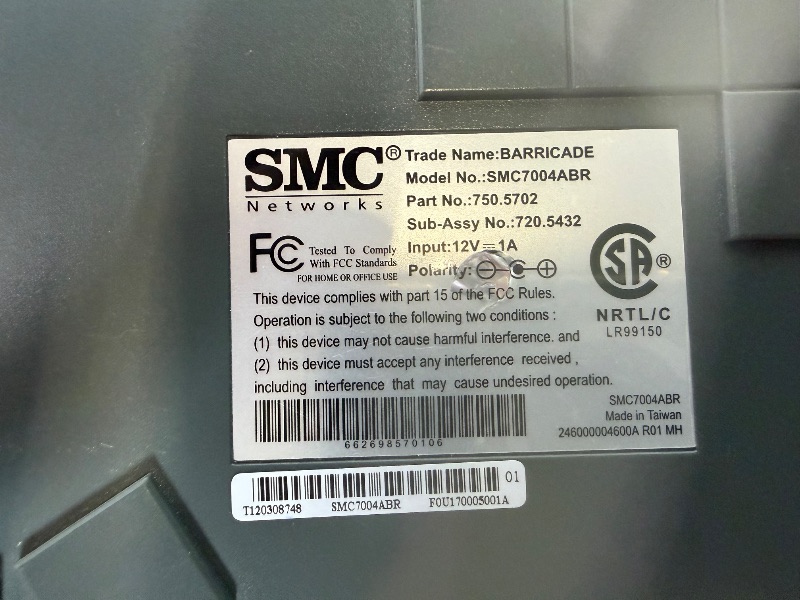 SMC® Networks
Trade Name:BARRICADE
Model No.:SMC7004ABR
Part No.:750.5702
Sub-Assy No.:720.5432
Input:12V⎓1A
Polarity:
FC Tested To Comply
With FCC Standards
FOR HOME OR OFFICE USE
SA®
NRTL/C
LR99150
This device complies with part 15 of the FCC Rules.
Operation is subject to the following two conditions :
(1) this device may not cause harmful interference. and
(2) this device must accept any interference received ,
including interference that may cause undesired operation.
662698570106
SMC7004ABR
Made in Taiwan
246000004600A R01 MH
01
T120308748 SMC7004ABR F0U170005001A